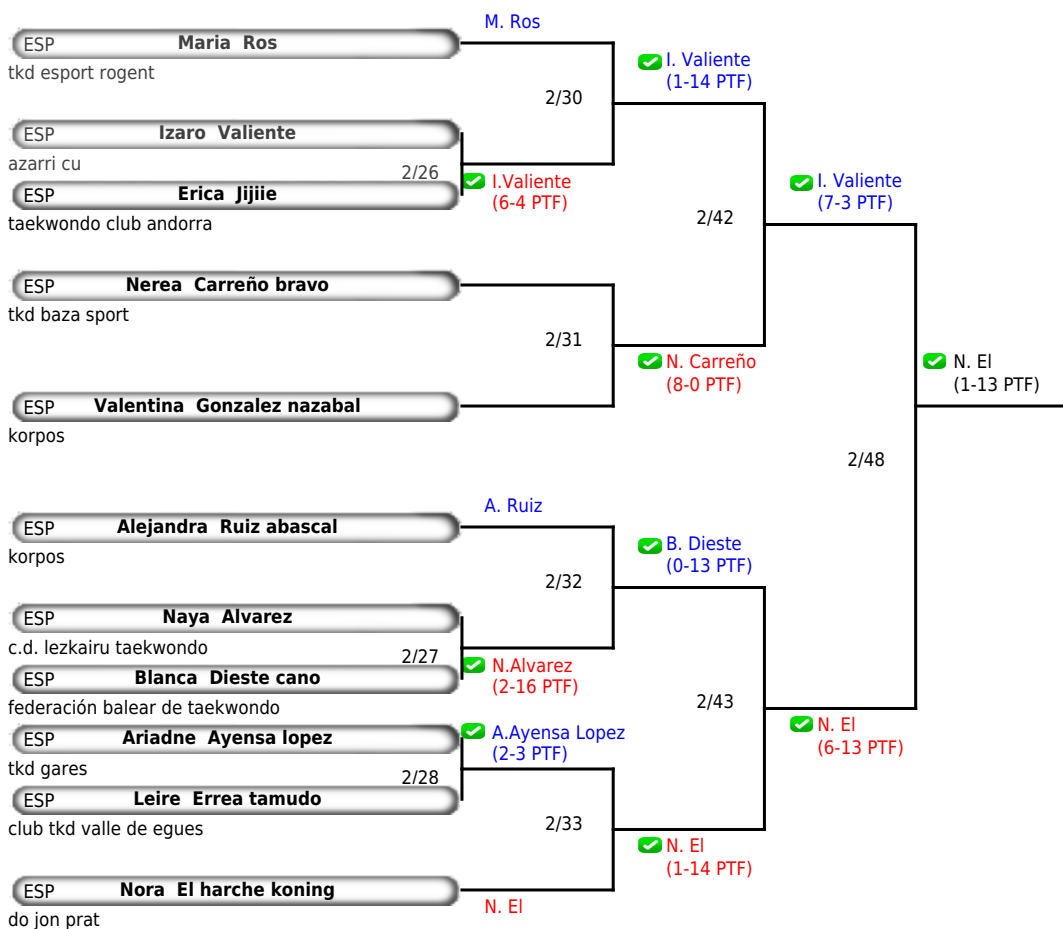 M. Ros
ESP Maria Ros
tkd esport rogent
I. Valiente
(1-14 PTF)
2/30
ESP Izaro Valiente
azarri cu
2/26
I.Valiente
(6-4 PTF)
ESP Erica Jijiie
taekwondo club andorra
I. Valiente
(7-3 PTF)
2/42
ESP Nerea Carreño bravo
tkd baza sport
2/31
N. Carreño
(8-0 PTF)
N. El
(1-13 PTF)
ESP Valentina Gonzalez nazabal
korpos
2/48
A. Ruiz
ESP Alejandra Ruiz abascal
korpos
B. Dieste
(0-13 PTF)
2/32
ESP Naya Alvarez
c.d. lezkairu taekwondo
2/27
N.Alvarez
(2-16 PTF)
ESP Blanca Dieste cano
federación balear de taekwondo
2/43
N. El
(6-13 PTF)
ESP Ariadne Ayensa lopez
tkd gares
A.Ayensa Lopez
(2-3 PTF)
2/28
ESP Leire Errea tamudo
club tkd valle de egues
2/33
N. El
(1-14 PTF)
ESP Nora El harche koning
do jon prat
N. El